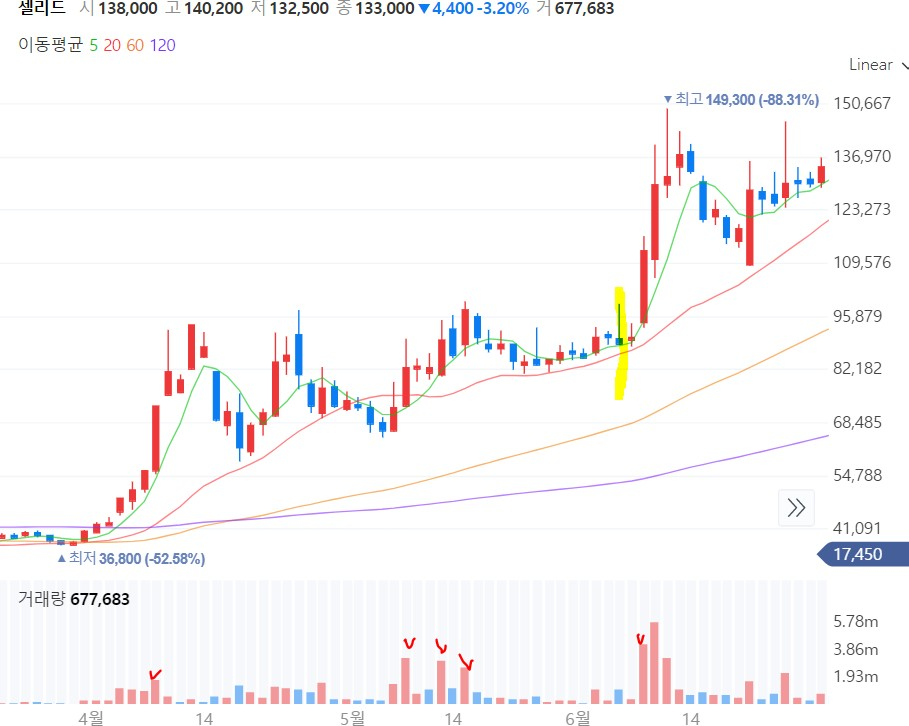 셀리드 시 138,000 고 140,200 저 132,500 종 133,000 ▼4,400 -3.20% 거 677,683
이동평균 5 20 60 120
Linear
▼최고 149,300 (-88.31%)
150,667
136,970
123,273
109,576
95,879
82,182
68,485
54,788
41,091
17,450
▲최저 36,800 (-52.58%)
거래량 677,683
5.78m
3.86m
1.93m
4월 14 5월 14 6월 14